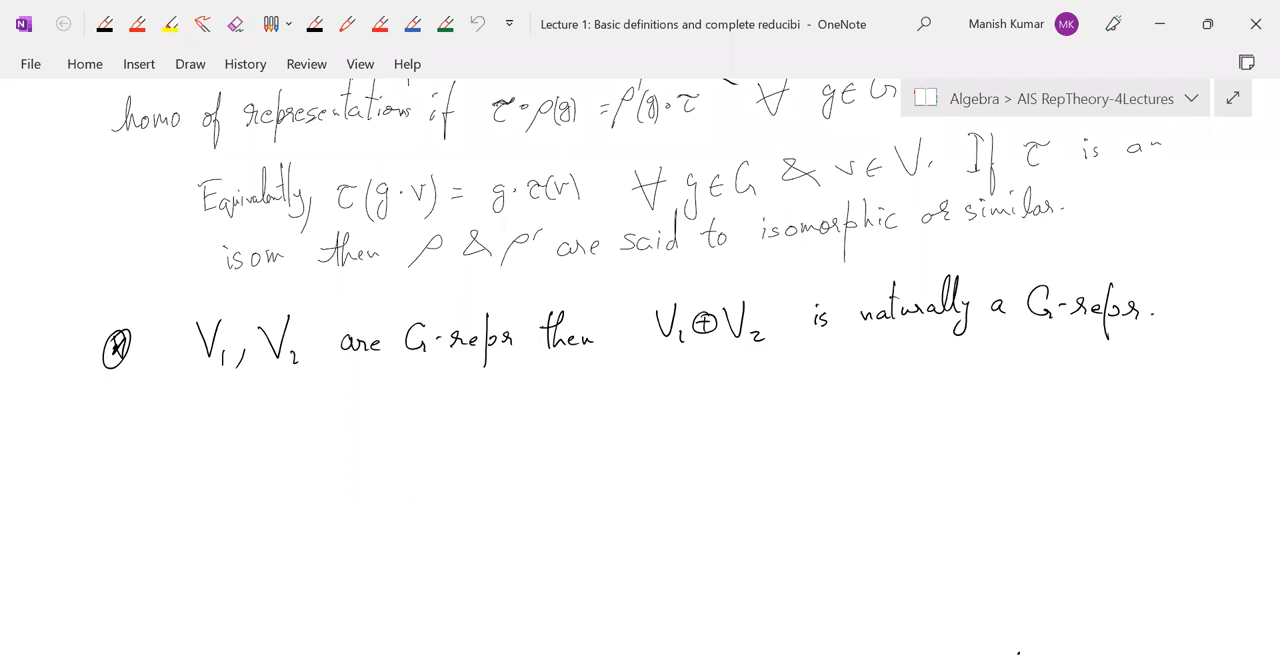 Lecture 1: Basic definitions and complete reducibi - OneNote
Manish Kumar MK
File Home Insert Draw History Review View Help
Algebra > AIS RepTheory-4Lectures
homo of representations if τ∘ρ(g) = ρ'(g)∘τ ∀ g∈G
Equivalently, τ(g·v) = g·τ(v) ∀ g∈G & v∈V. If τ is an
isom then ρ & ρ' are said to isomorphic or similar.
V₁, V₂ are G-repr then V₁⊕V₂ is naturally a G-repr.